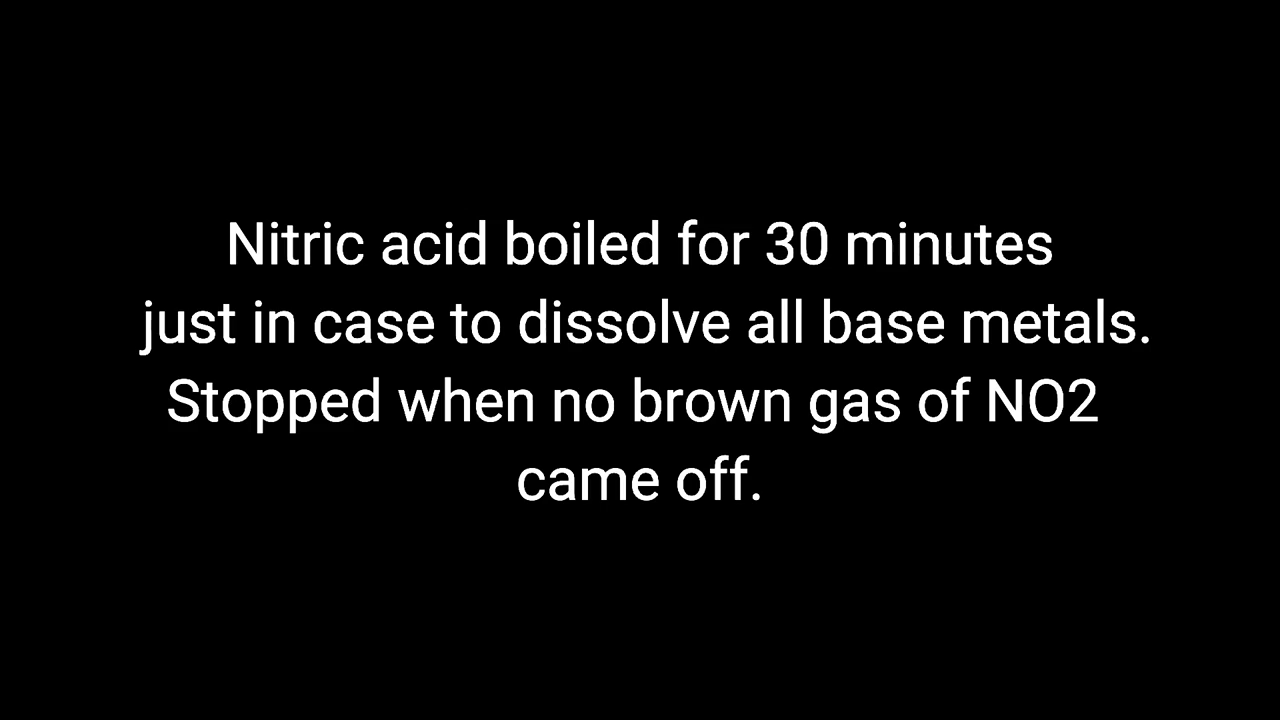 Nitric acid boiled for 30 minutes
just in case to dissolve all base metals.
Stopped when no brown gas of NO2
came off.